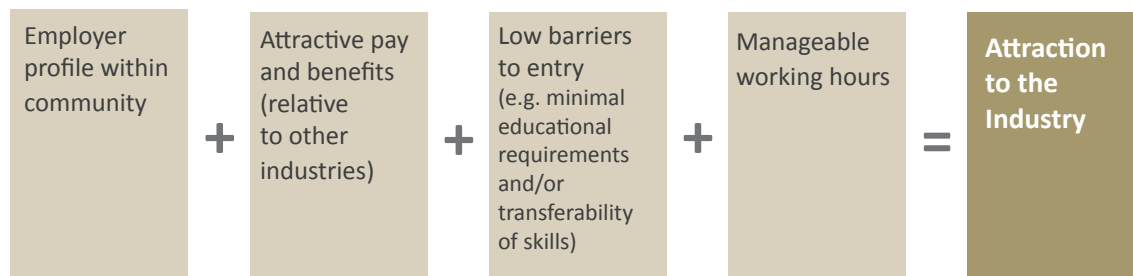 Employer
profile within
community
+
Attractive pay
and benefits
(relative
to other
industries)
+
Low barriers
to entry
(e.g. minimal
educational
requirements
and/or
transferability
of skills)
+
Manageable
working hours
=
Attraction
to the
Industry